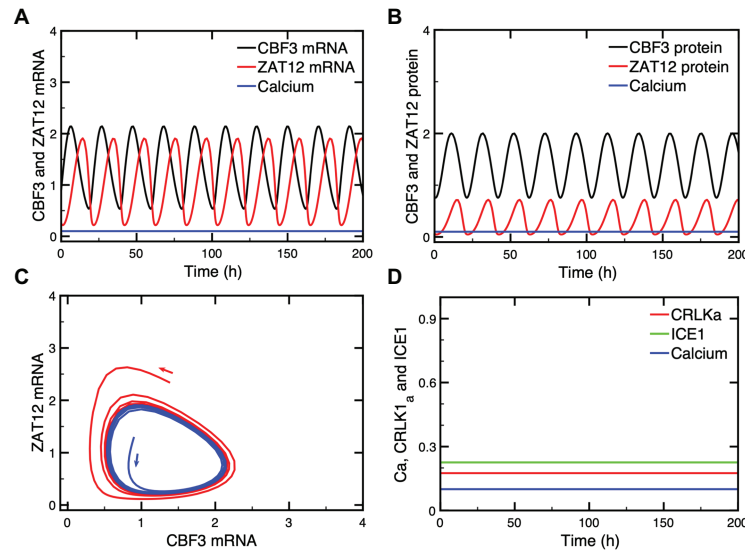 A
CBF3 and ZAT12 mRNA
4
3
2
1
0
CBF3 mRNA
ZAT12 mRNA
Calcium
0 50 100 150 200
Time (h)
B
CBF3 and ZAT12 protein
4
2
0
CBF3 protein
ZAT12 protein
Calcium
0 50 100 150 200
Time (h)
C
ZAT12 mRNA
4
3
2
1
0
0 1 2 3 4
CBF3 mRNA
D
Ca, CRLK1a and ICE1
0.9
0.6
0.3
0
CRLKa
ICE1
Calcium
0 50 100 150 200
Time (h)